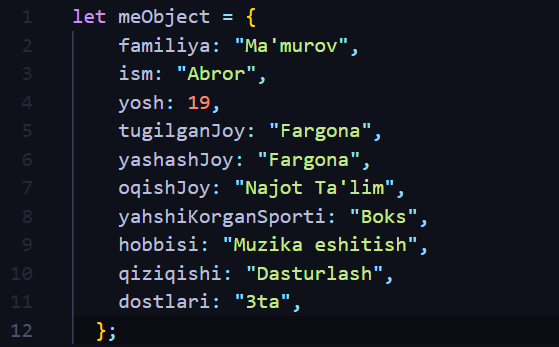 1 let meObject = {
2 familiya: "Ma'murov",
3 ism: "Abror",
4 yosh: 19,
5 tugilganJoy: "Fargona",
6 yashashJoy: "Fargona",
7 oqishJoy: "Najot Ta'lim",
8 yahshiKorganSporti: "Boks",
9 hobbisi: "Muzika eshitish",
10 qiziqishi: "Dasturlash",
11 dostlari: "3ta",
12 };